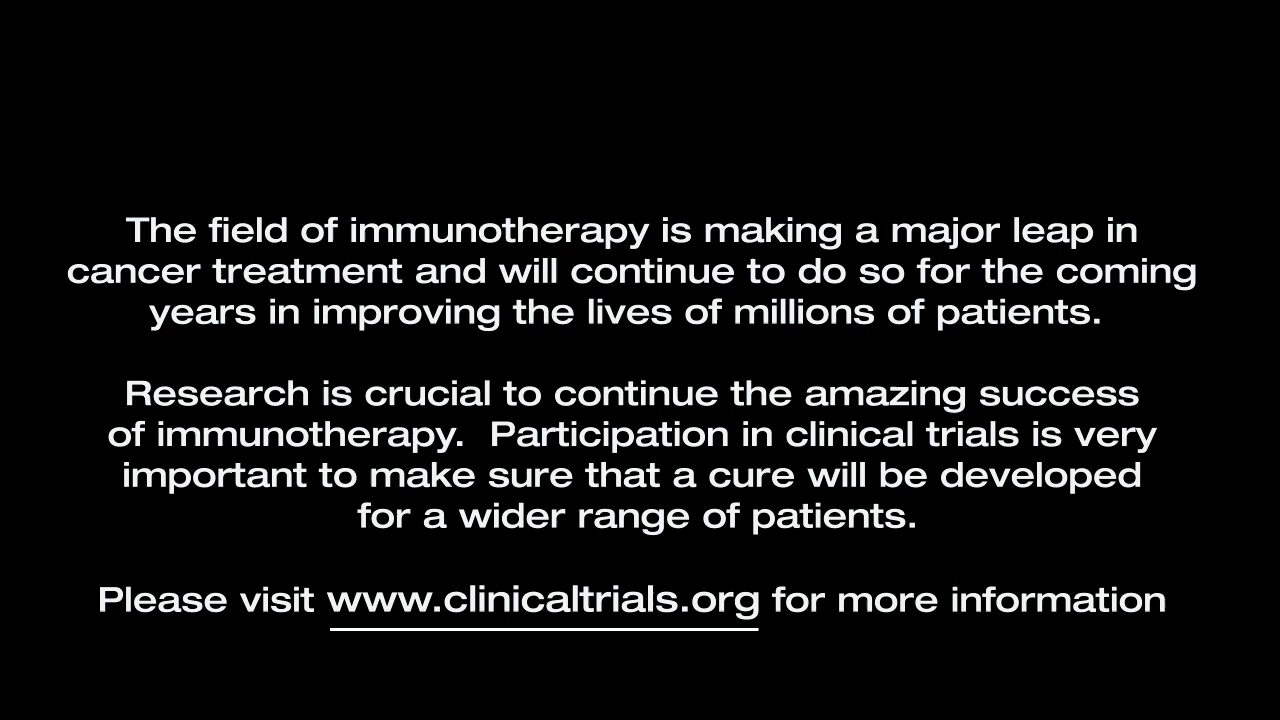 The field of immunotherapy is making a major leap in
cancer treatment and will continue to do so for the coming
years in improving the lives of millions of patients.
Research is crucial to continue the amazing success
of immunotherapy.  Participation in clinical trials is very
important to make sure that a cure will be developed
for a wider range of patients.
Please visit www.clinicaltrials.org for more information